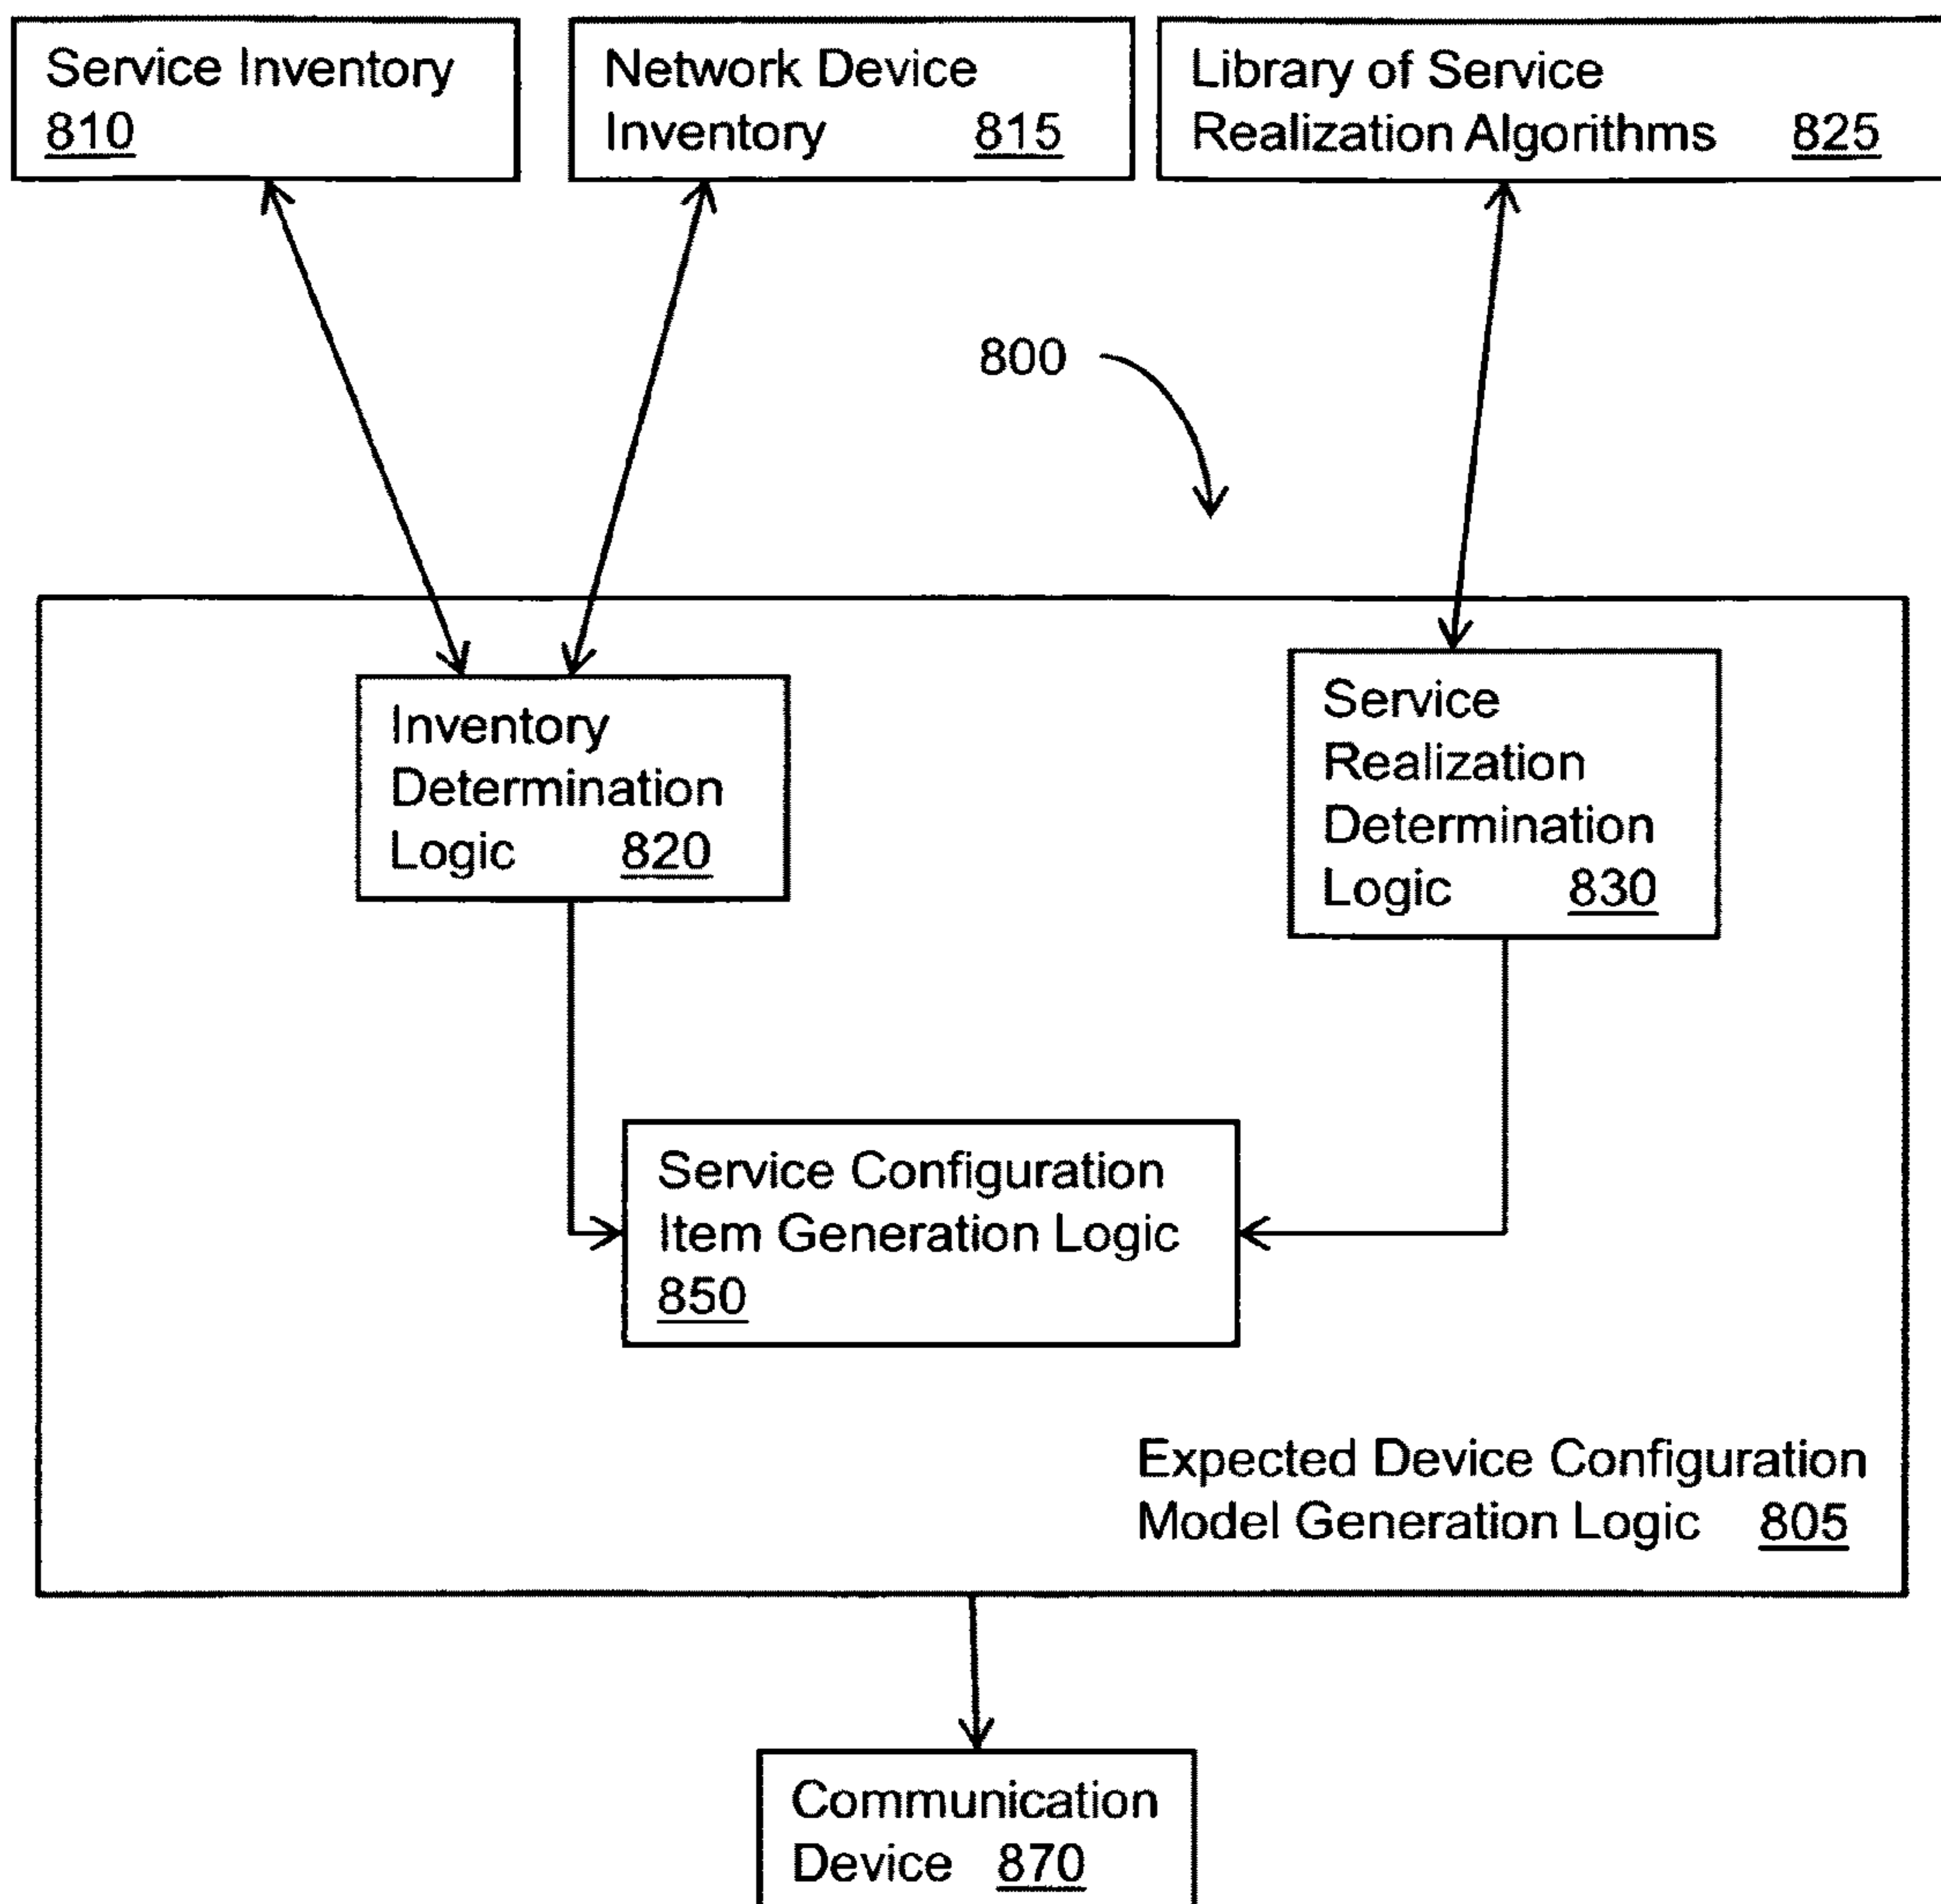 Service Inventory
810
Network Device
Inventory 815
Library of Service
Realization Algorithms 825
800
Inventory
Determination
Logic 820
Service
Realization
Determination
Logic 830
Service Configuration
Item Generation Logic
850
Expected Device Configuration
Model Generation Logic 805
Communication
Device 870